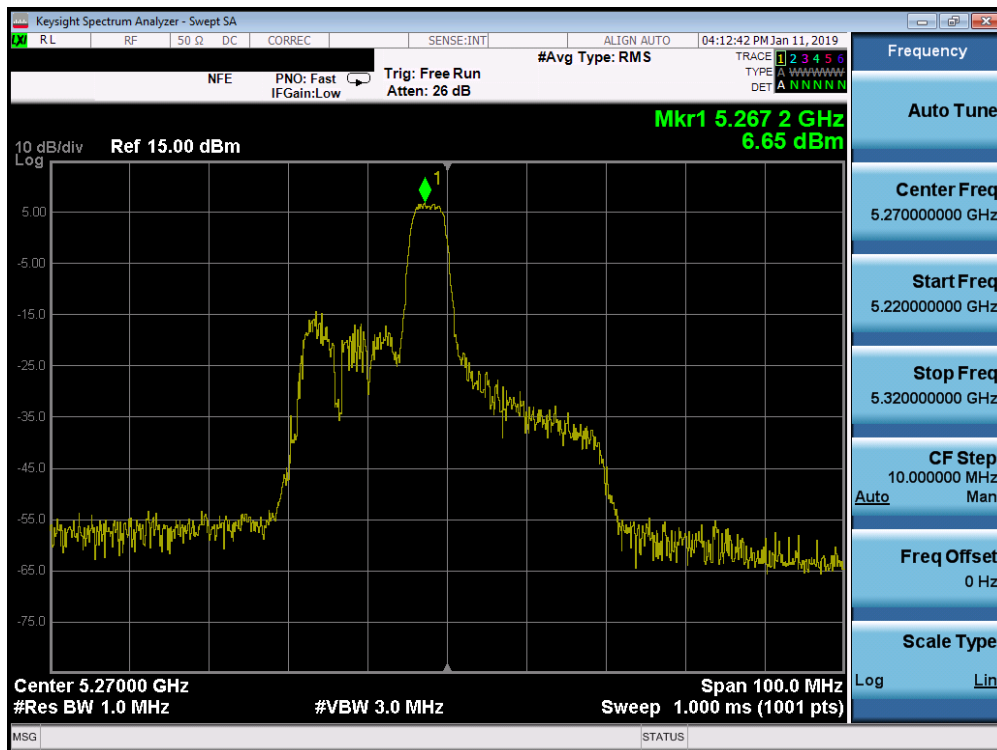 Keysight Spectrum Analyzer - Swept SA
LXI RL RF 50 Ω DC CORREC SENSE:INT ALIGN AUTO 04:12:42 PM Jan 11, 2019
NFE PNO: Fast Trig: Free Run #Avg Type: RMS TRACE 1 2 3 4 5 6
IFGain:Low Atten: 26 dB TYPE A WWWWW
DET A N N N N N
Mkr1 5.267 2 GHz
6.65 dBm
10 dB/div Ref 15.00 dBm
Log
1
5.00
-5.00
-15.0
-25.0
-35.0
-45.0
-55.0
-65.0
-75.0
Center 5.27000 GHz Span 100.0 MHz
#Res BW 1.0 MHz #VBW 3.0 MHz Sweep 1.000 ms (1001 pts)
MSG STATUS
Frequency
Auto Tune
Center Freq
5.270000000 GHz
Start Freq
5.220000000 GHz
Stop Freq
5.320000000 GHz
CF Step
10.000000 MHz
Auto Man
Freq Offset
0 Hz
Scale Type
Log Lin